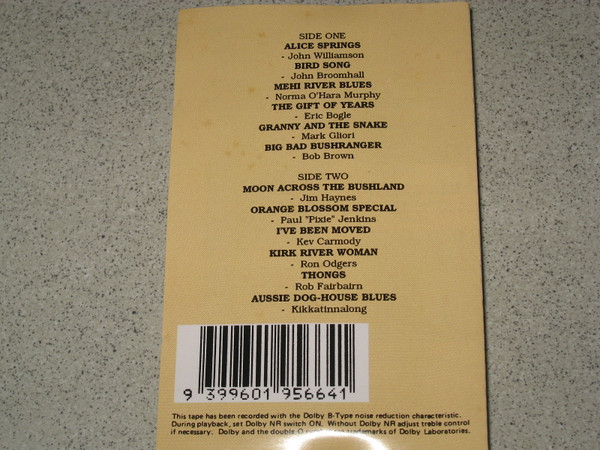 SIDE ONE
ALICE SPRINGS
- John Williamson
BIRD SONG
- John Broomhall
MEHI RIVER BLUES
- Norma O'Hara Murphy
THE GIFT OF YEARS
- Eric Bogle
GRANNY AND THE SNAKE
- Mark Gliori
BIG BAD BUSHRANGER
- Bob Brown
SIDE TWO
MOON ACROSS THE BUSHLAND
- Jim Haynes
ORANGE BLOSSOM SPECIAL
- Paul "Pixie" Jenkins
I'VE BEEN MOVED
- Kev Carmody
KIRK RIVER WOMAN
- Ron Odgers
THONGS
- Rob Fairbairn
AUSSIE DOG-HOUSE BLUES
- Kikkatinnalong
9 399601 956641
This tape has been recorded with the Dolby B-Type noise reduction characteristic.
During playback, set Dolby NR switch ON. Without Dolby NR adjust treble control
if necessary. Dolby and the double-D are trademarks of Dolby Laboratories.